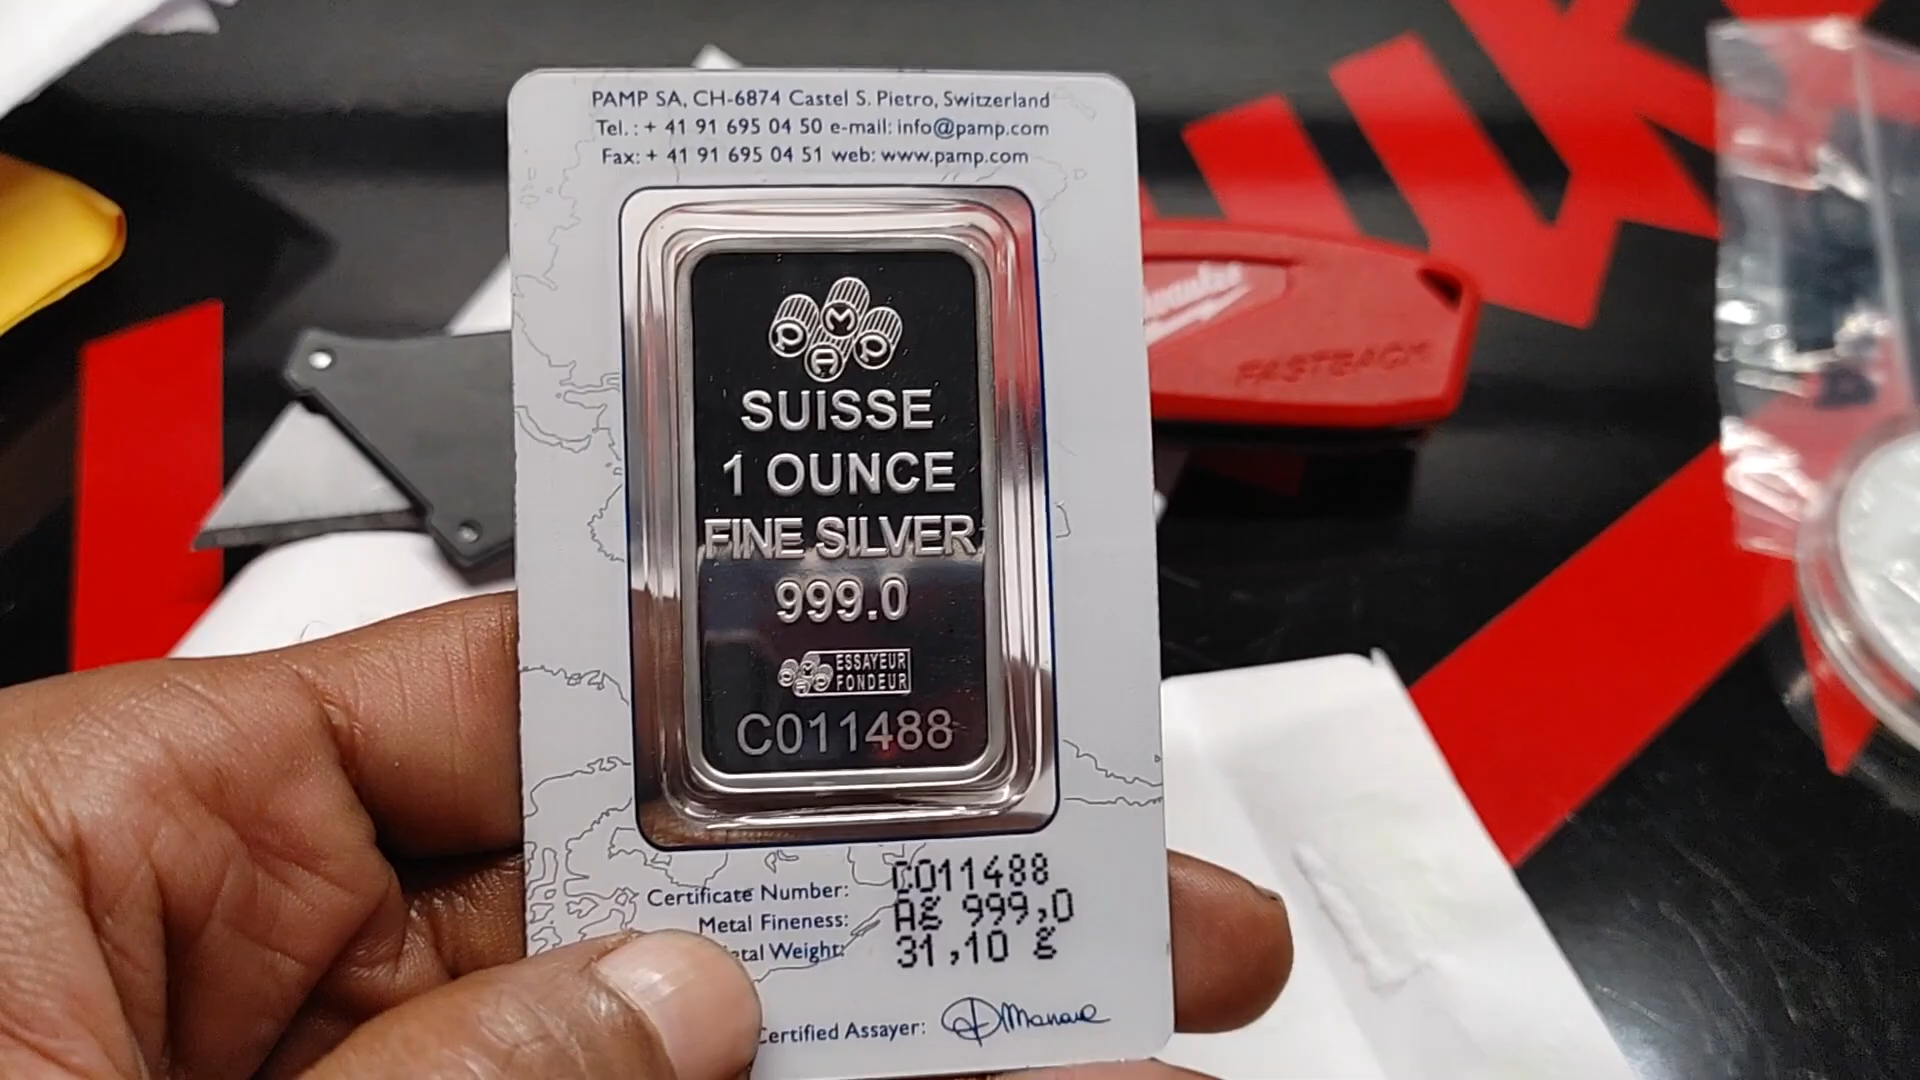 PAMP SA, CH-6874 Castel S. Pietro, Switzerland
Tel. : + 41 91 695 04 50 e-mail: info@pamp.com
Fax: + 41 91 695 04 51 web: www.pamp.com
P A M P
SUISSE
1 OUNCE
FINE SILVER
999.0
PAMP ESSAYEUR
FONDEUR
C011488
Certificate Number: C011488
Metal Fineness: Ag 999,0
etal Weight: 31,10 g
Certified Assayer:
FASTBACK